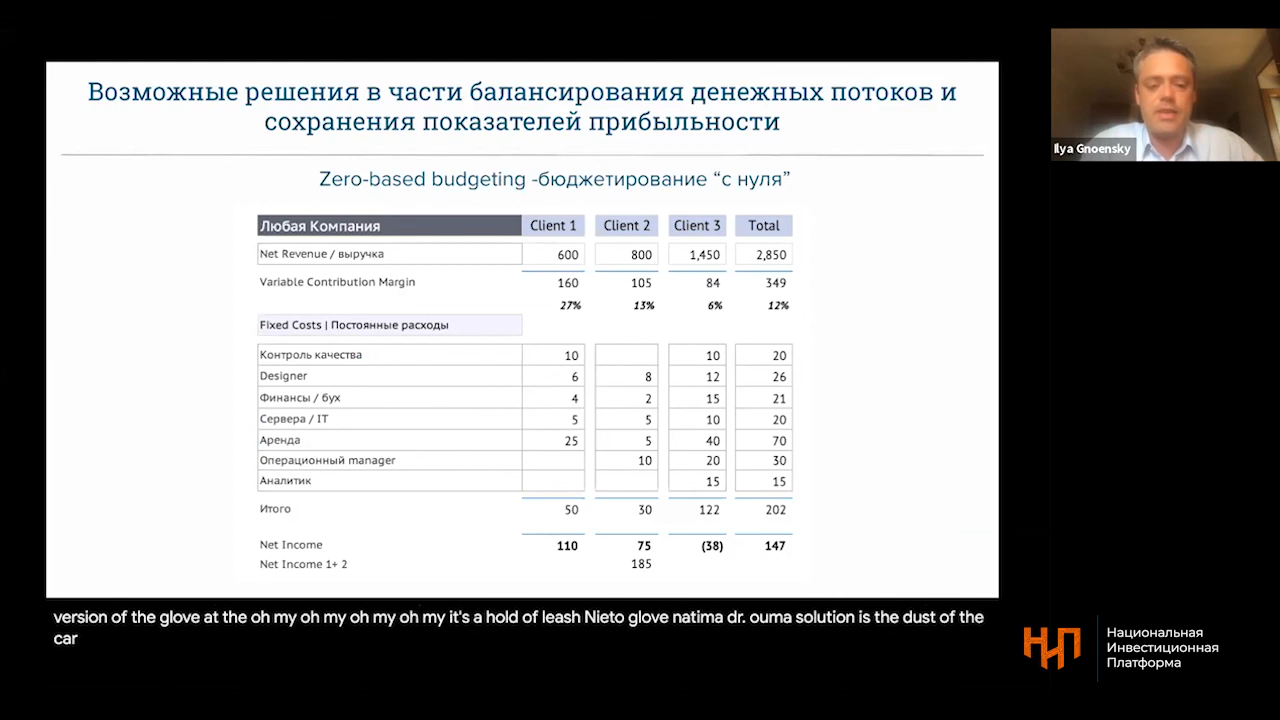 Возможные решения в части балансирования денежных потоков и
сохранения показателей прибыльности
Zero-based budgeting -бюджетирование “с нуля”
Любая Компания Client 1 Client 2 Client 3 Total
Net Revenue / выручка 600 800 1,450 2,850
Variable Contribution Margin 160 105 84 349
27% 13% 6% 12%
Fixed Costs | Постоянные расходы
Контроль качества 10 10 20
Designer 6 8 12 26
Финансы / бух 4 2 15 21
Сервера / IT 5 5 10 20
Аренда 25 5 40 70
Операционный manager 10 20 30
Аналитик 15 15
Итого 50 30 122 202
Net Income 110 75 (38) 147
Net Income 1+ 2 185
version of the glove at the oh my oh my oh my oh my it's a hold of leash Nieto glove natima dr. ouma solution is the dust of the
car
Ilya Gnoensky
НИП
Национальная
Инвестиционная
Платформа